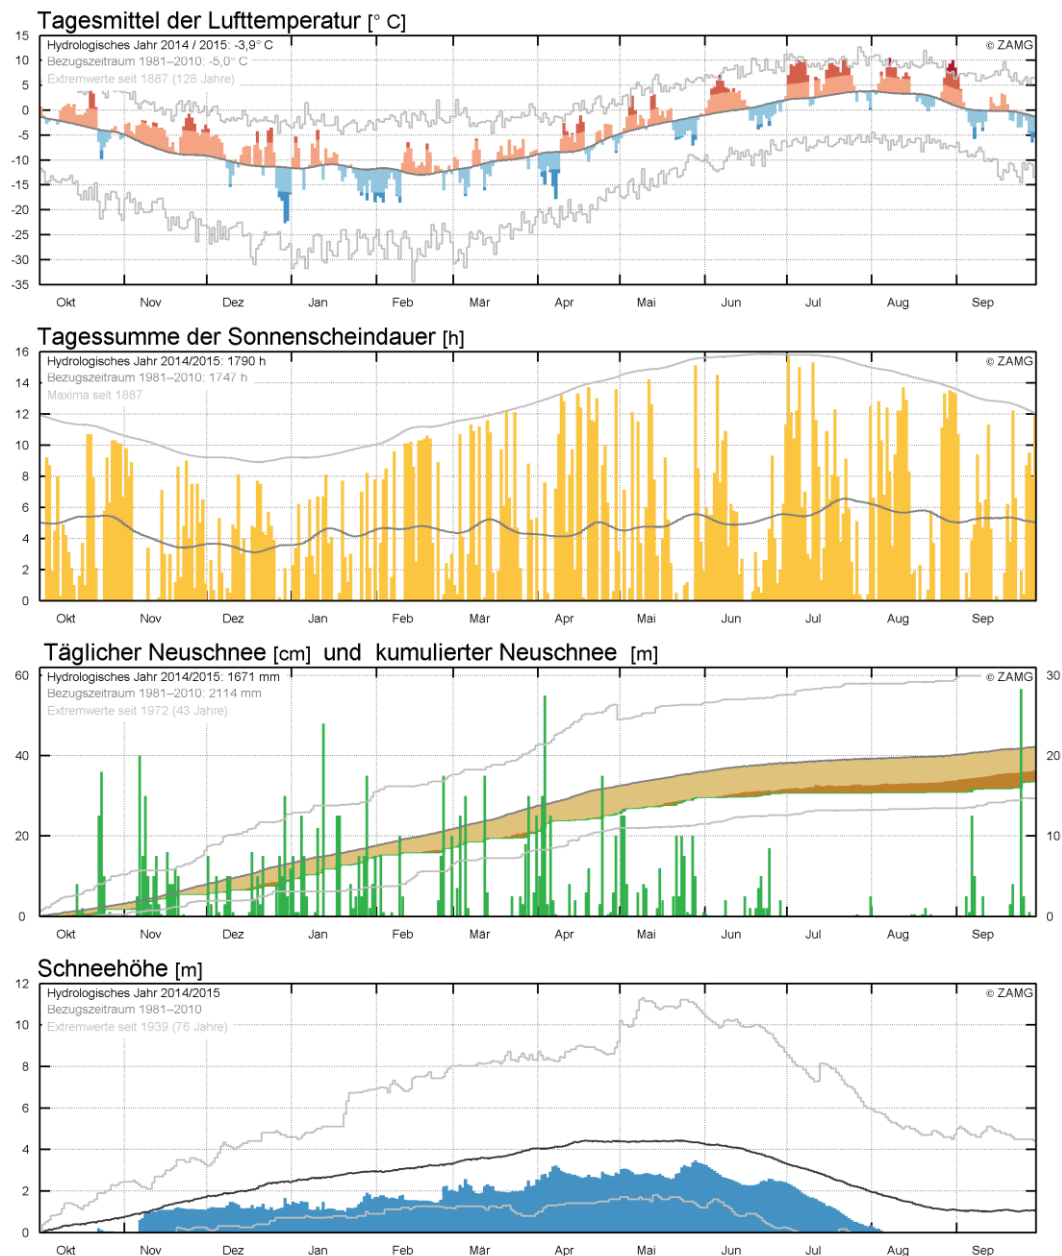 Tagesmittel der Lufttemperatur [° C]
15
Hydrologisches Jahr 2014 / 2015: -3,9° C
© ZAMG
10
Bezugszeitraum 1981–2010: -5,0° C
Extremwerte seit 1887 (128 Jahre)
5
0
-5
-10
-15
-20
-25
-30
-35
Okt Nov Dez Jan Feb Mär Apr Mai Jun Jul Aug Sep
Tagessumme der Sonnenscheindauer [h]
16
Hydrologisches Jahr 2014/2015: 1790 h
© ZAMG
Bezugszeitraum 1981–2010: 1747 h
14
Maxima seit 1887
12
10
8
6
4
2
0
Okt Nov Dez Jan Feb Mär Apr Mai Jun Jul Aug Sep
Täglicher Neuschnee [cm] und kumulierter Neuschnee [m]
60 30
Hydrologisches Jahr 2014/2015: 1671 mm
© ZAMG
Bezugszeitraum 1981–2010: 2114 mm
Extremwerte seit 1972 (43 Jahre)
40 20
20 10
0 0
Okt Nov Dez Jan Feb Mär Apr Mai Jun Jul Aug Sep
Schneehöhe [m]
12
Hydrologisches Jahr 2014/2015
© ZAMG
Bezugszeitraum 1981–2010
10
Extremwerte seit 1939 (76 Jahre)
8
6
4
2
0
Okt Nov Dez Jan Feb Mär Apr Mai Jun Jul Aug Sep